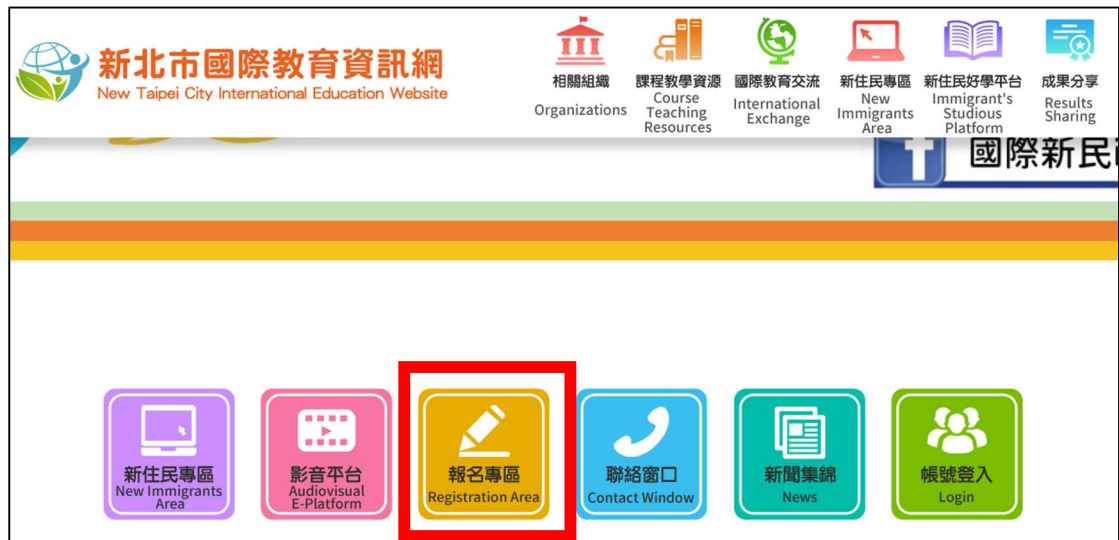 新北市國際教育資訊網
New Taipei City International Education Website
相關組織
Organizations
課程教學資源
Course
Teaching
Resources
國際教育交流
International
Exchange
新住民專區
New
Immigrants
Area
新住民好學平台
Immigrant's
Studious
Platform
成果分享
Results
Sharing
國際新民
新住民專區
New Immigrants
Area
影音平台
Audiovisual
E-Platform
報名專區
Registration Area
聯絡窗口
Contact Window
新聞集錦
News
帳號登入
Login